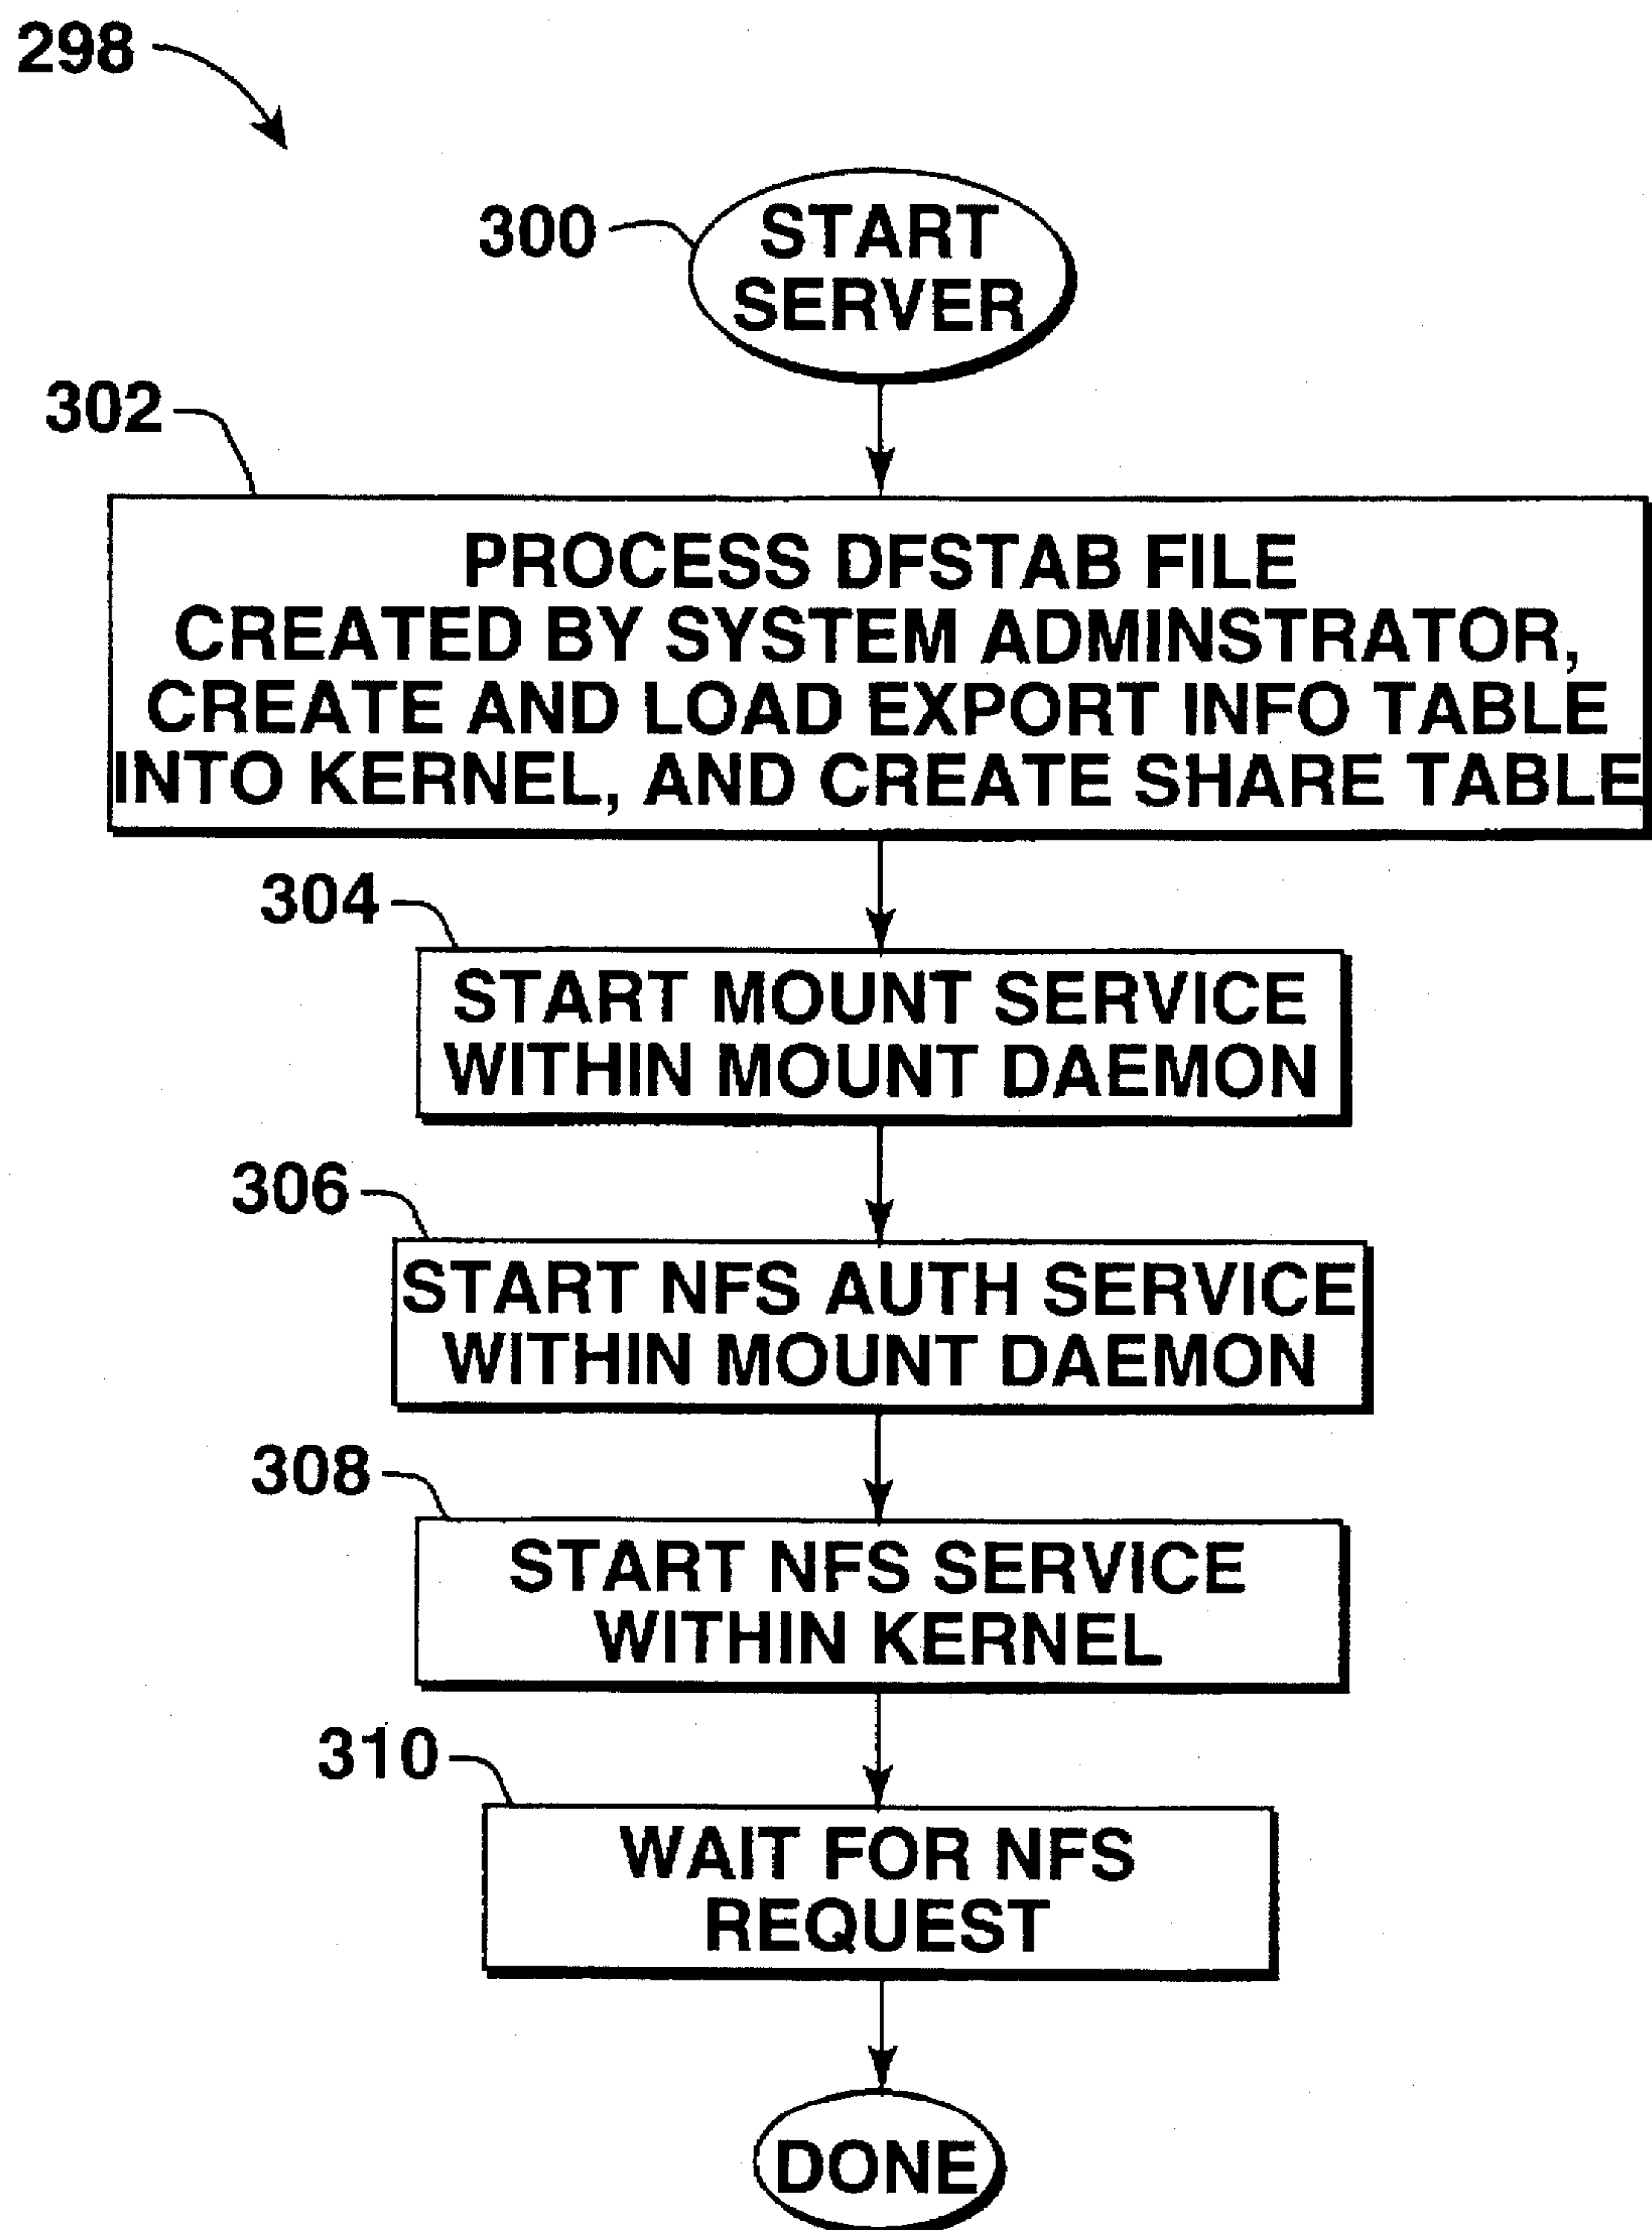 298
300
START
SERVER
302
PROCESS DFSTAB FILE
CREATED BY SYSTEM ADMINSTRATOR,
CREATE AND LOAD EXPORT INFO TABLE
INTO KERNEL, AND CREATE SHARE TABLE
304
START MOUNT SERVICE
WITHIN MOUNT DAEMON
306
START NFS AUTH SERVICE
WITHIN MOUNT DAEMON
308
START NFS SERVICE
WITHIN KERNEL
310
WAIT FOR NFS
REQUEST
DONE